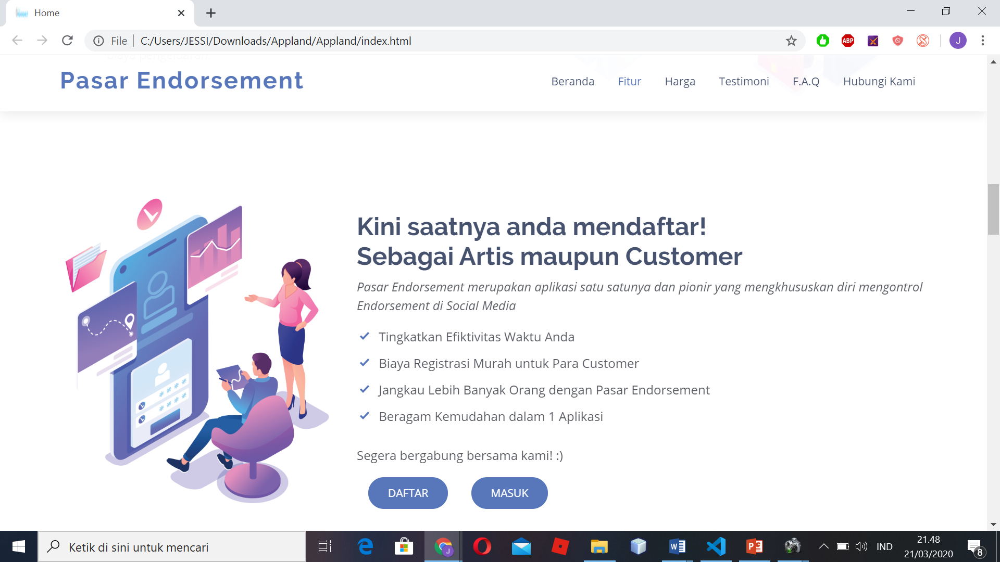 Home
File
C:/Users/JESSI/Downloads/Appland/Appland/index.html
ABP
J
Pasar Endorsement
Beranda
Fitur
Harga
Testimoni
F.A.Q
Hubungi Kami
Kini saatnya anda mendaftar!
Sebagai Artis maupun Customer
Pasar Endorsement merupakan aplikasi satu satunya dan pionir yang mengkhususkan diri mengontrol
Endorsement di Social Media
Tingkatkan Efiktivitas Waktu Anda
Biaya Registrasi Murah untuk Para Customer
Jangkau Lebih Banyak Orang dengan Pasar Endorsement
Beragam Kemudahan dalam 1 Aplikasi
Segera bergabung bersama kami! :)
DAFTAR
MASUK
Ketik di sini untuk mencari
J
IND
21.48
21/03/2020
8